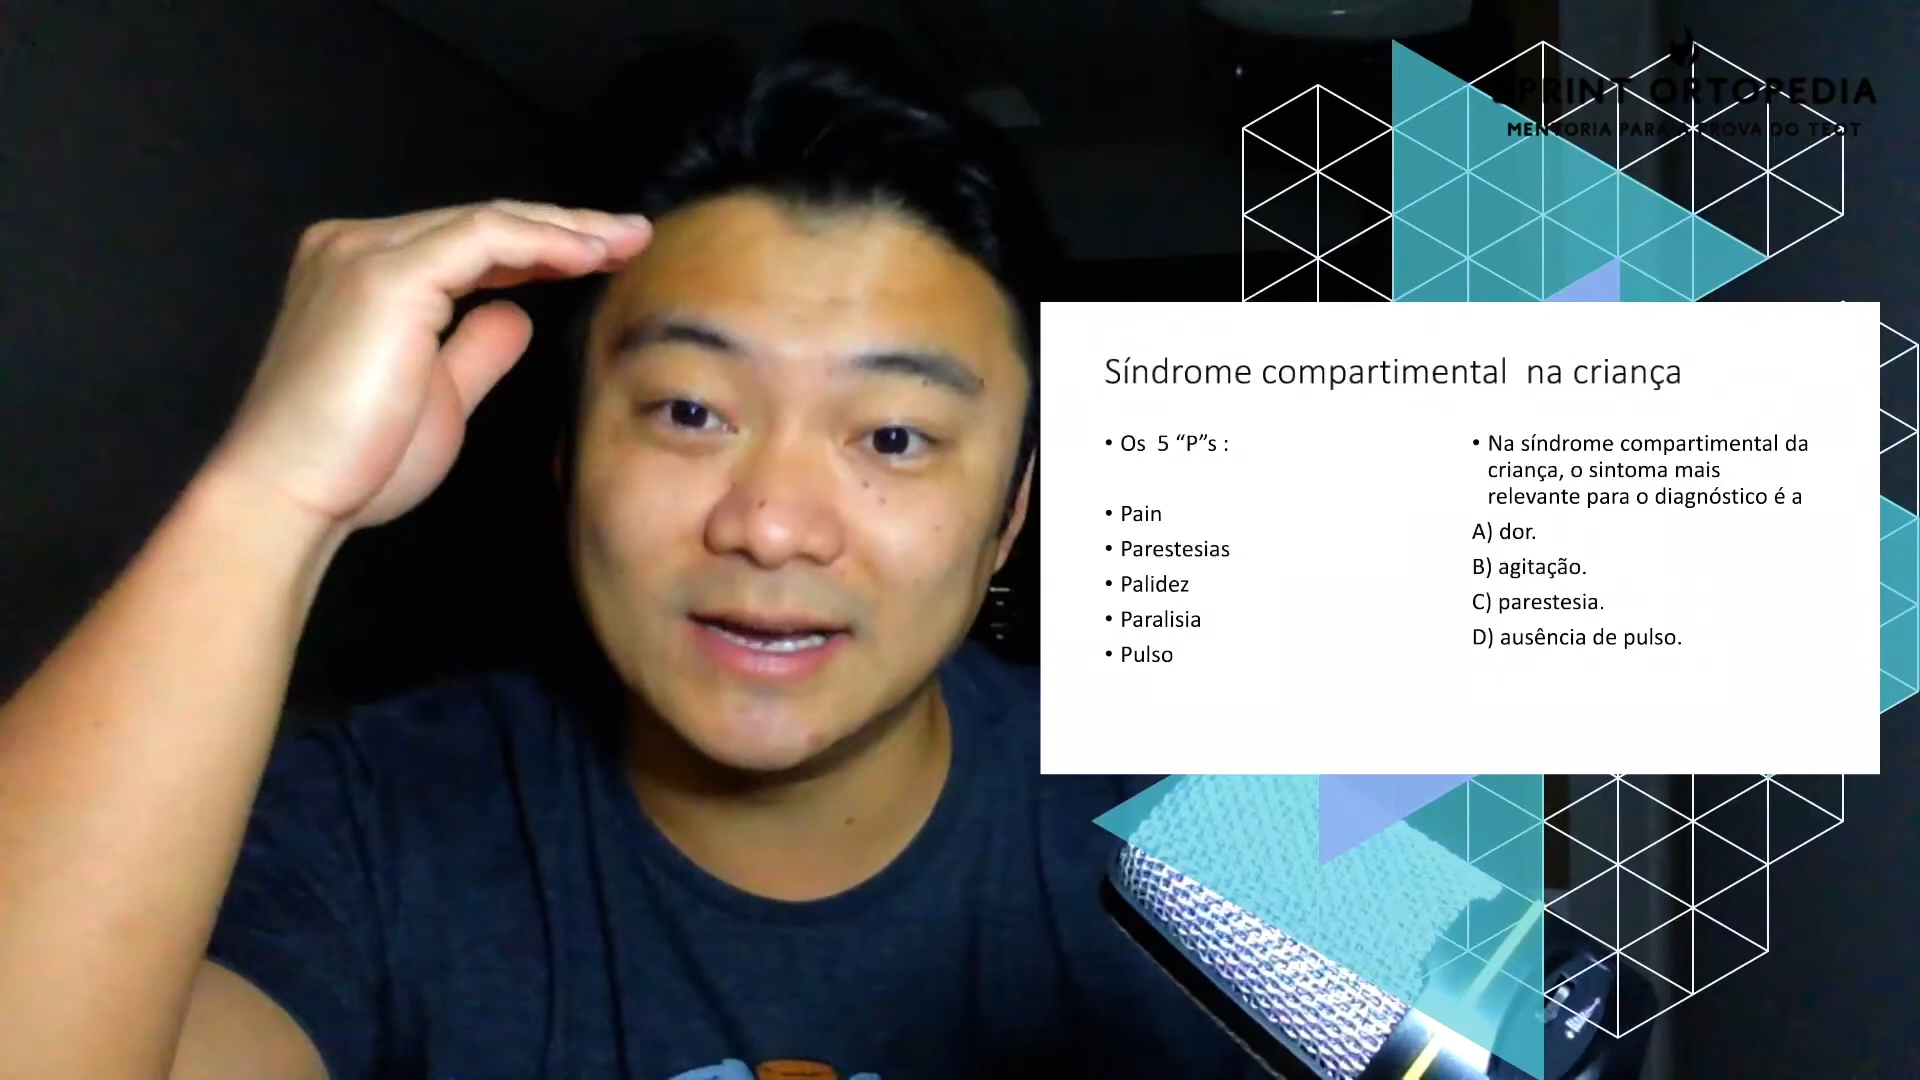 SPRINT ORTOPEDIA
MENTORIA PARA A PROVA DO TEOT
Síndrome compartimental na criança
• Os 5 “P”s :
• Pain
• Parestesias
• Palidez
• Paralisia
• Pulso
• Na síndrome compartimental da
criança, o sintoma mais
relevante para o diagnóstico é a
A) dor.
B) agitação.
C) parestesia.
D) ausência de pulso.